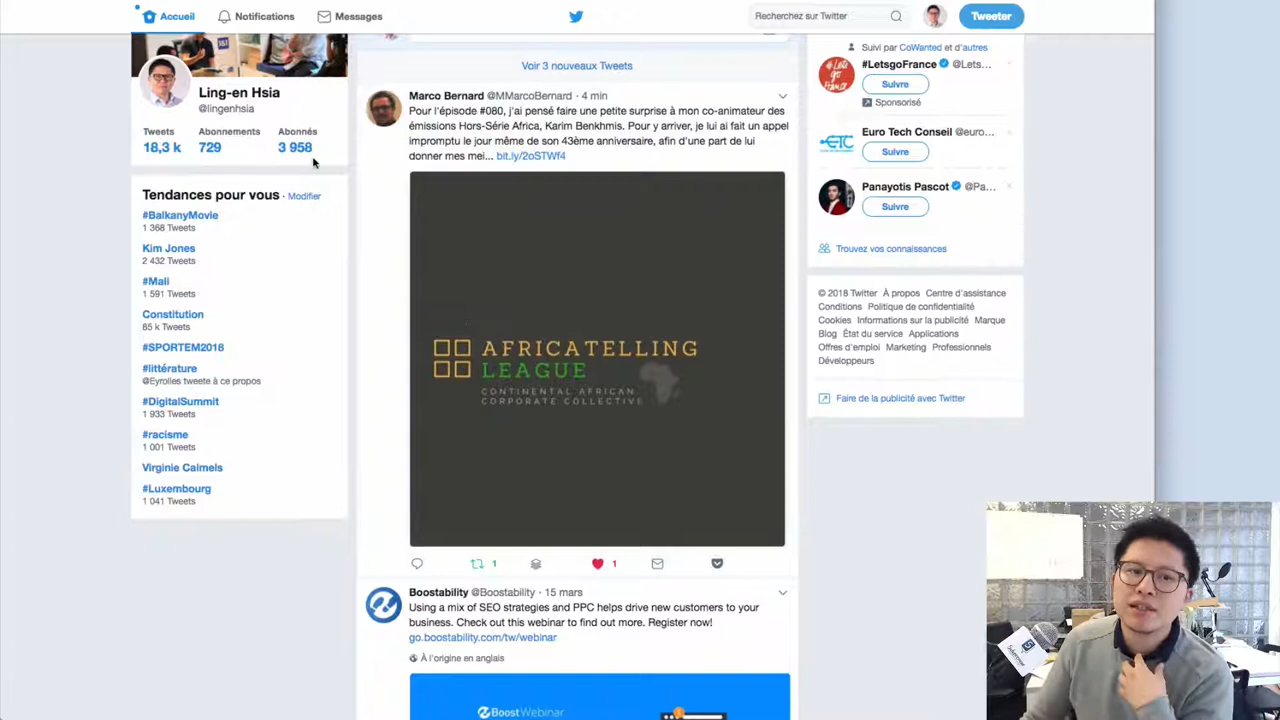 Accueil
Notifications
Messages
Recherchez sur Twitter
Tweeter
Ling-en Hsia
@lingenhsia
Tweets
Abonnements
Abonnés
18,3 k
729
3 958
Tendances pour vous · Modifier
#BalkanyMovie
1 368 Tweets
Kim Jones
2 432 Tweets
#Mali
1 591 Tweets
Constitution
85 k Tweets
#SPORTEM2018
#littérature
@Eyrolles tweete à ce propos
#DigitalSummit
1 933 Tweets
#racisme
1 001 Tweets
Virginie Calmels
#Luxembourg
1 041 Tweets
Voir 3 nouveaux Tweets
Marco Bernard @MMarcoBernard · 4 min
Pour l'épisode #080, j'ai pensé faire une petite surprise à mon co-animateur des
émissions Hors-Série Africa, Karim Benkhmis. Pour y arriver, je lui ai fait un appel
impromptu le jour même de son 43ème anniversaire, afin d'une part de lui
donner mes mei... bit.ly/2oSTWf4
AFRICATELLING
LEAGUE
CONTINENTAL AFRICAN
CORPORATE COLLECTIVE
1
1
Boostability @Boostability · 15 mars
Using a mix of SEO strategies and PPC helps drive new customers to your
business. Check out this webinar to find out more. Register now!
go.boostability.com/tw/webinar
À l'origine en anglais
BoostWebinar
Suivi par CoWanted et d'autres
#LetsgoFrance @Lets...
Suivre
Sponsorisé
Euro Tech Conseil @euro...
Suivre
Panayotis Pascot @Pa...
Suivre
Trouvez vos connaissances
© 2018 Twitter À propos Centre d'assistance
Conditions Politique de confidentialité
Cookies Informations sur la publicité Marque
Blog État du service Applications
Offres d'emploi Marketing Professionnels
Développeurs
Faire de la publicité avec Twitter
#Lets
go
France
ETC